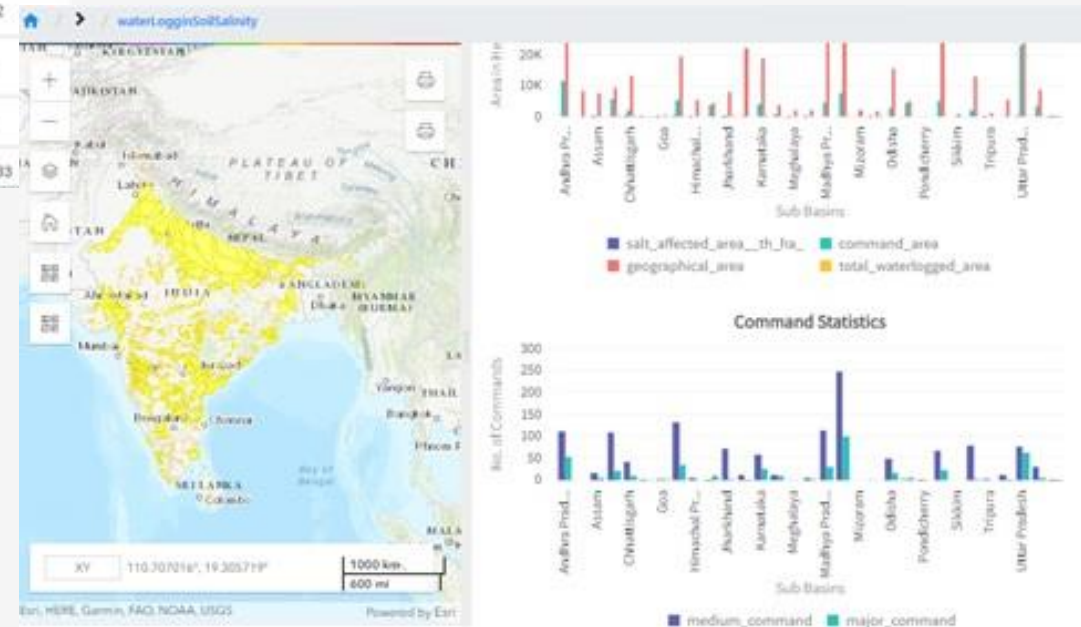 waterLogginSoilSalinity
KYRGYZSTAN
Islamabad
PLATEAU OF
TIBET
HIMALAYA
NEPAL
INDIA
BANGLADESH
Dhaka
MYANMAR
(BURMA)
Mumbai
Bengaluru
Chennai
Yangon
Bangkok
Bay of
Bengal
SRI LANKA
Colombo
XY
1000 km
600 mi
Esri, HERE, Garmin, FAO, NOAA, USGS
Powered by Esri
20K
10K
0
Andhra Pr...
Assam
Chhattisgarh
Goa
Himachal...
Jharkhand
Karnataka
Meghalaya
Madhya Pr...
Mizoram
Odisha
Pondicherry
Sikkim
Tripura
Uttar Prad...
Sub Basins
salt_affected_area__th_ha_
command_area
geographical_area
total_waterlogged_area
Command Statistics
No. of Commands
300
250
200
150
100
50
0
Andhra Prad...
Assam
Chhattisgarh
Goa
Himachal Pr...
Jharkhand
Karnataka
Meghalaya
Madhya Prad...
Mizoram
Odisha
Pondicherry
Sikkim
Tripura
Uttar Pradesh
Sub Basins
medium_command
major_command